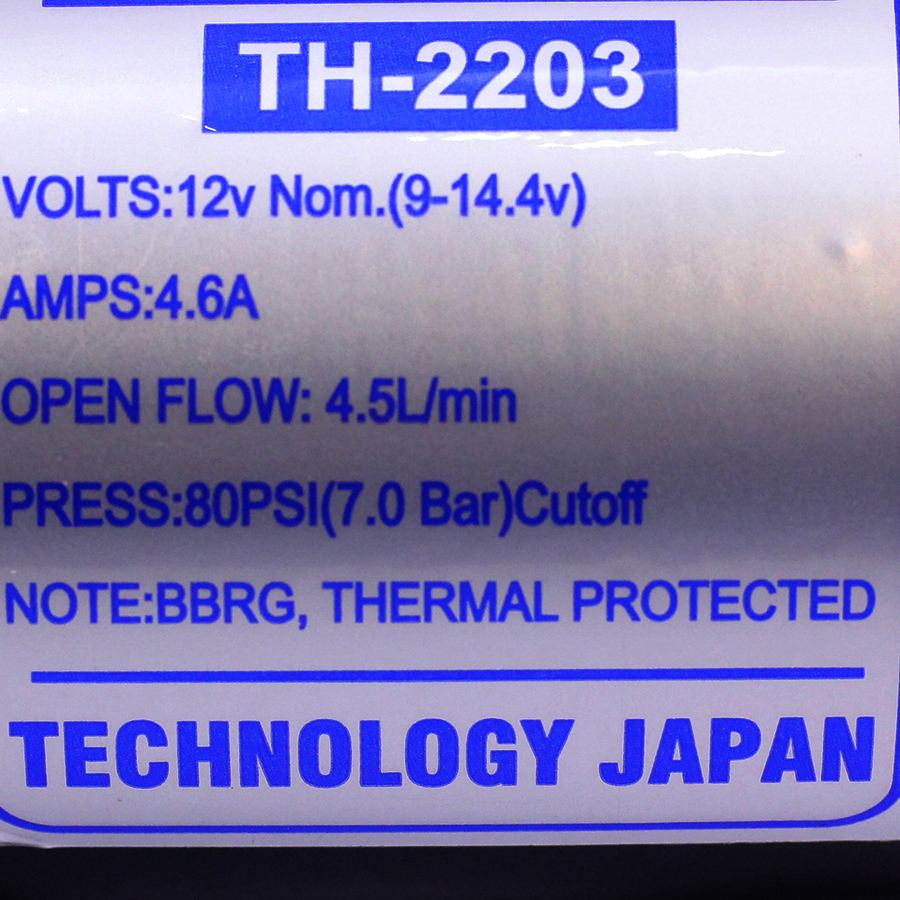 TH-2203
VOLTS:12v Nom.(9-14.4v)
AMPS:4.6A
OPEN FLOW: 4.5L/min
PRESS:80PSI(7.0 Bar)Cutoff
NOTE:BBRG, THERMAL PROTECTED
TECHNOLOGY JAPAN